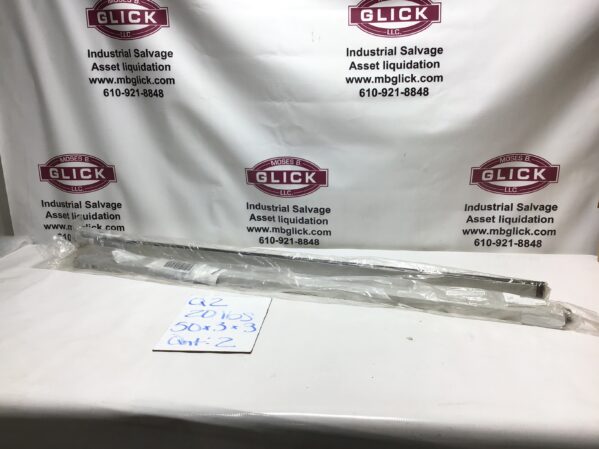 GLICK
LLC.
Industrial Salvage
Asset liquidation
www.mbglick.com
610-921-8848
GLICK
LLC.
Industrial Salvage
Asset liquidation
www.mbglick.com
610-921-8848
MOSES B.
GLICK
LLC.
Industrial Salvage
Asset liquidation
www.mbglick.com
610-921-8848
MOSES B.
GLICK
LLC.
Industrial Salvage
Asset liquidation
www.mbglick.com
610-921-8848
MOSES B.
GLICK
LLC.
Industrial Salvage
Asset liquidation
www.mbglick.com
610-921-8848
Q2
20 lbs
50x3x3
Qnt: 2